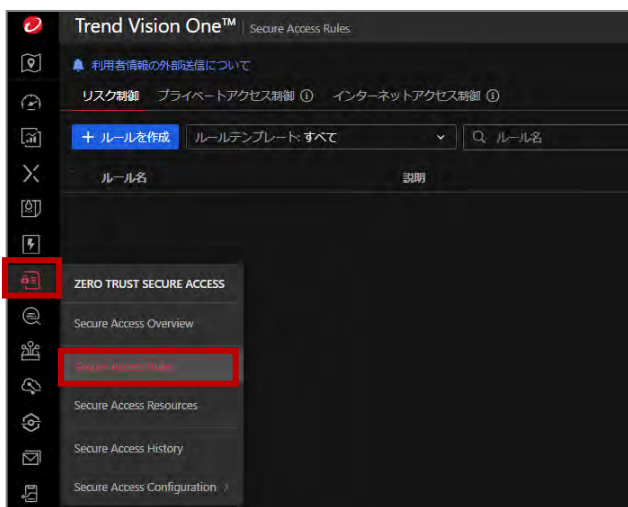 Trend Vision One™ | Secure Access Rules
利用者情報の外部送信について
リスク制御 プライベートアクセス制御 インターネットアクセス制御
+ ルールを作成 ルールテンプレート: すべて ルール名
ルール名 説明
ZERO TRUST SECURE ACCESS
Secure Access Overview
Secure Access Rules
Secure Access Resources
Secure Access History
Secure Access Configuration >